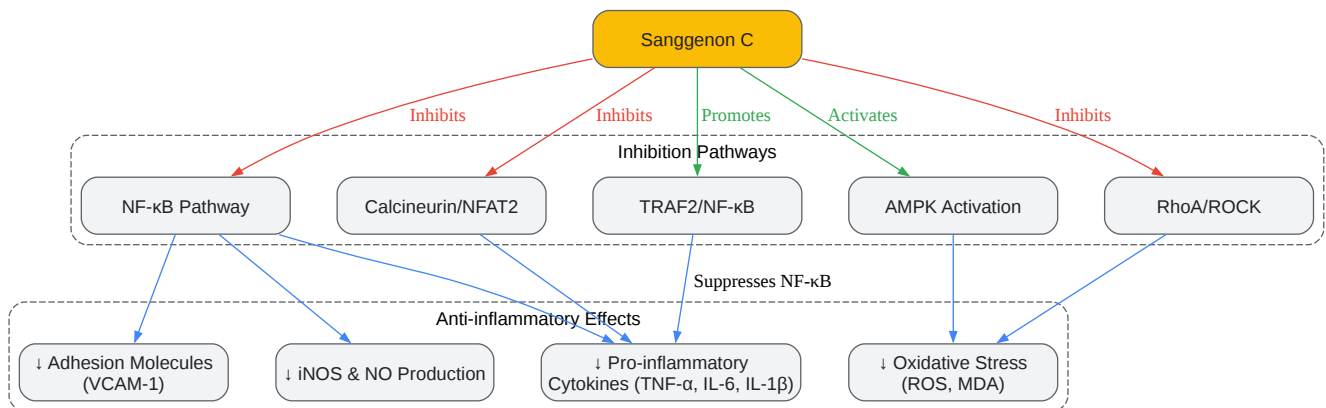 Sanggenon C
Inhibits
Inhibits
Promotes
Activates
Inhibits
Inhibition Pathways
NF-κB Pathway
Calcineurin/NFAT2
TRAF2/NF-κB
AMPK Activation
RhoA/ROCK
Suppresses NF-κB
Anti-inflammatory Effects
↓ Adhesion Molecules
(VCAM-1)
↓ iNOS & NO Production
↓ Pro-inflammatory
Cytokines (TNF-α, IL-6, IL-1β)
↓ Oxidative Stress
(ROS, MDA)